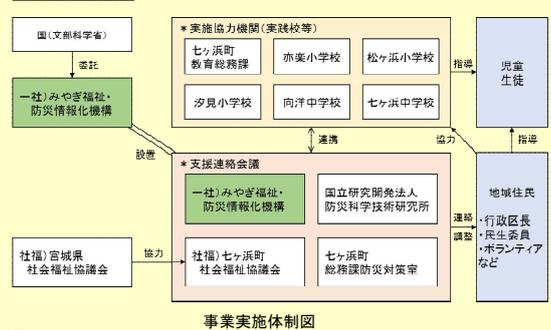 国(文部科学省)
委託
一社)みやぎ福祉・
防災情報化機構
設置
*実施協力機関(実践校等)
七ヶ浜町
教育総務課
亦楽小学校
松ヶ浜小学校
汐見小学校
向洋中学校
七ヶ浜中学校
指導
児童
生徒
連携
協力
指導
*支援連絡会議
一社)みやぎ福祉・
防災情報化機構
国立研究開発法人
防災科学技術研究所
社福)宮城県
社会福祉協議会
協力
社福)七ヶ浜町
社会福祉協議会
七ヶ浜町
総務課防災対策室
連絡
調整
地域住民
・行政区長
・民生委員
・ボランティア
など
事業実施体制図